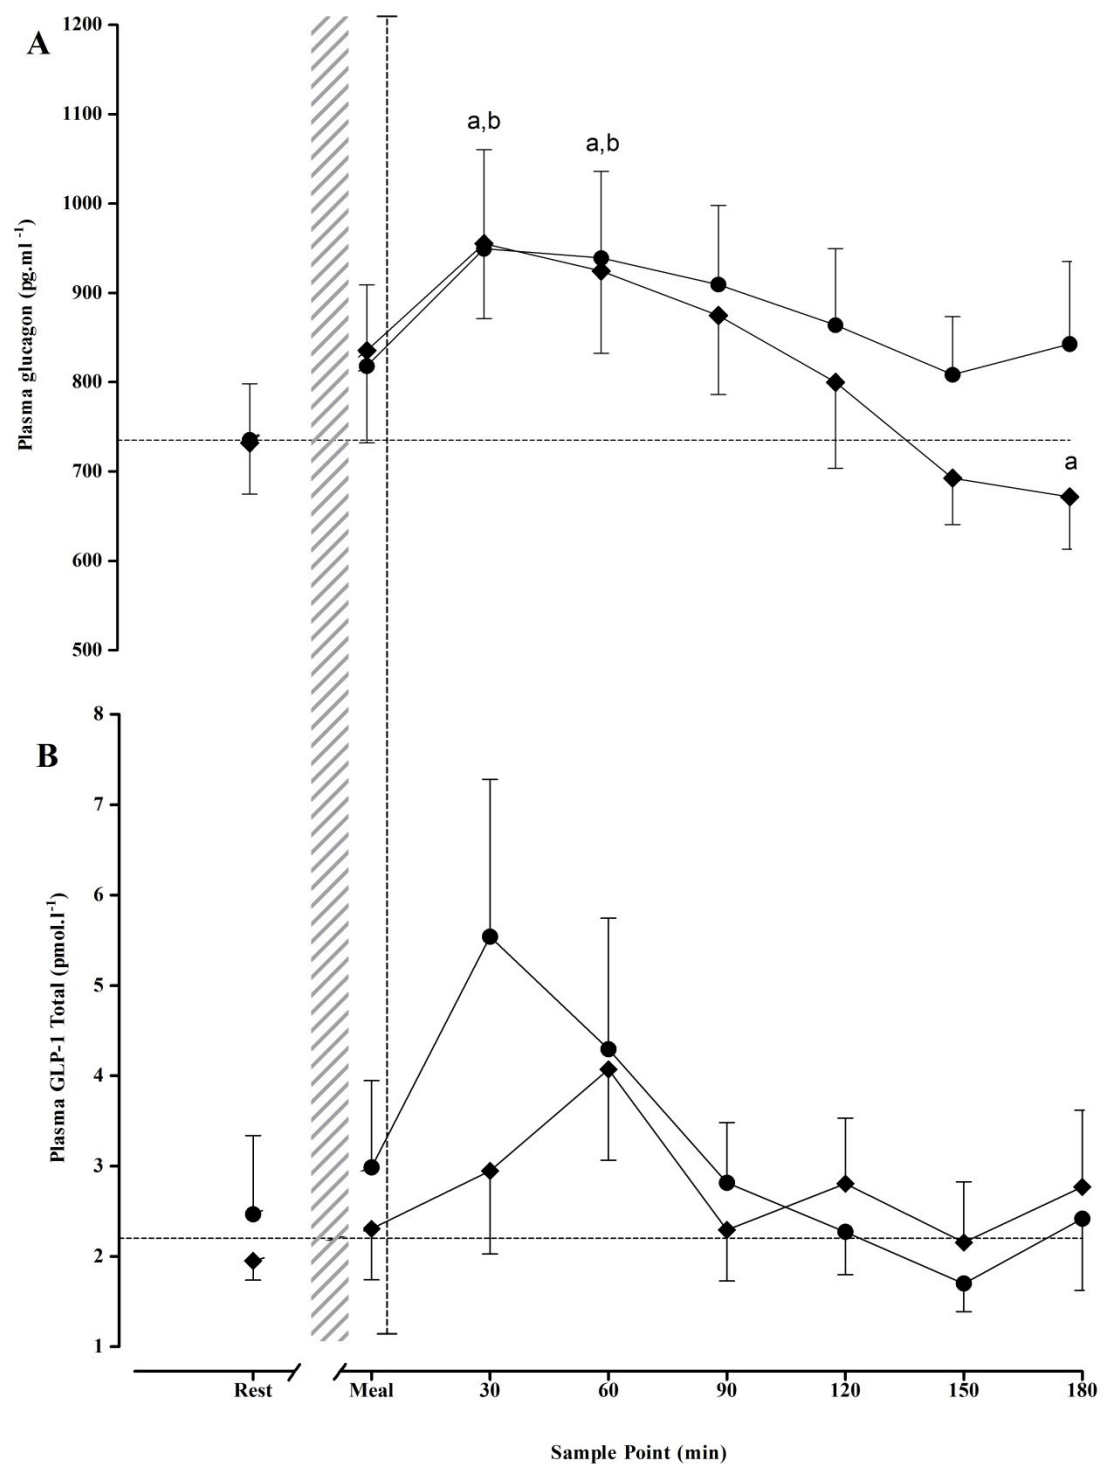 A
Plasma glucagon (pg.ml -1)
1200
1100
1000
900
800
700
600
500
a,b
a,b
a
B
Plasma GLP-1 Total (pmol.l-1)
8
7
6
5
4
3
2
1
Rest Meal 30 60 90 120 150 180
Sample Point (min)